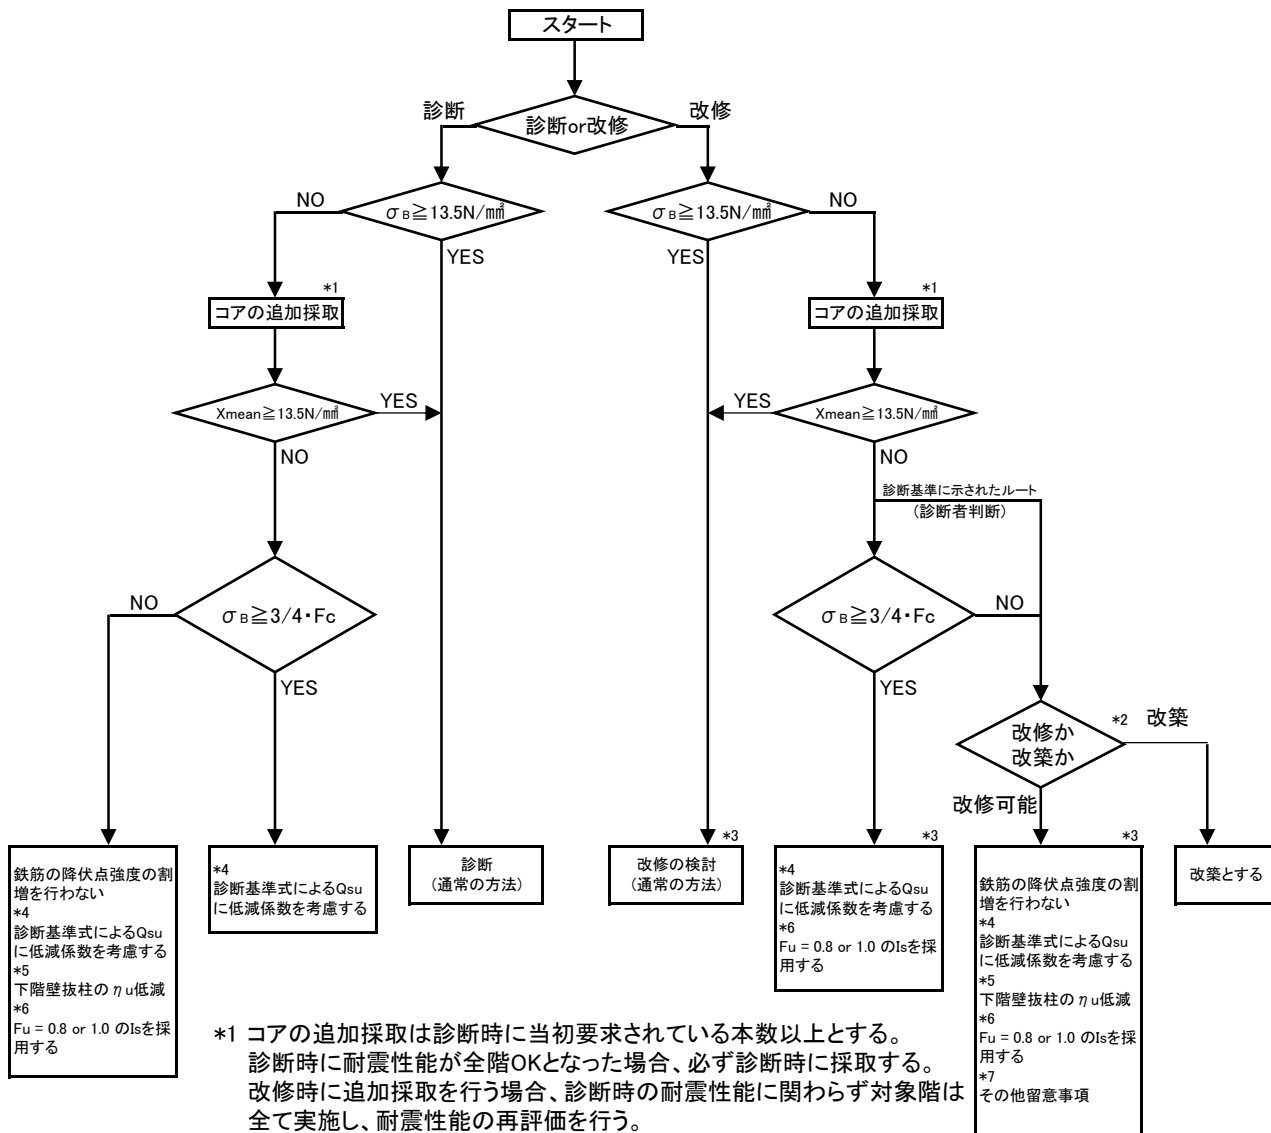 スタート
診断or改修
診断
改修
σB≧13.5N/mm²
NO
YES
σB≧13.5N/mm²
NO
YES
*1
コアの追加採取
*1
コアの追加採取
Xmean≧13.5N/mm²
YES
NO
Xmean≧13.5N/mm²
YES
NO
診断基準に示されたルート
(診断者判断)
σB≧3/4・Fc
NO
YES
σB≧3/4・Fc
NO
YES
改修か
改築か
*2 改築
改修可能
鉄筋の降伏点強度の割
増を行わない
*4
診断基準式によるQsu
に低減係数を考慮する
*5
下階壁抜柱のηu低減
*6
Fu = 0.8 or 1.0 のIsを採
用する
*4
診断基準式によるQsu
に低減係数を考慮する
診断
(通常の方法)
*3
改修の検討
(通常の方法)
*3
*4
診断基準式によるQsu
に低減係数を考慮する
*6
Fu = 0.8 or 1.0 のIsを採
用する
*3
鉄筋の降伏点強度の割
増を行わない
*4
診断基準式によるQsu
に低減係数を考慮する
*5
下階壁抜柱のηu低減
*6
Fu = 0.8 or 1.0 のIsを採
用する
*7
その他留意事項
改築とする
*1 コアの追加採取は診断時に当初要求されている本数以上とする。
診断時に耐震性能が全階OKとなった場合、必ず診断時に採取する。
改修時に追加採取を行う場合、診断時の耐震性能に関わらず対象階は
全て実施し、耐震性能の再評価を行う。